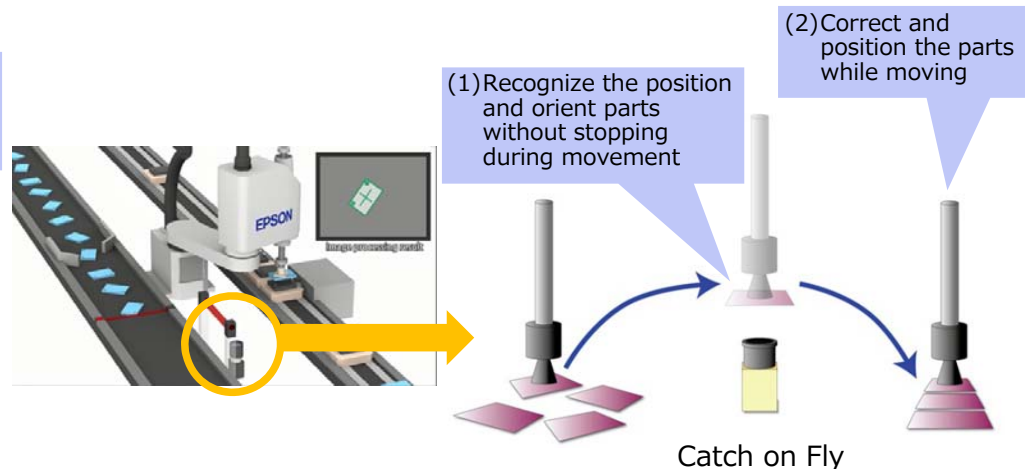 (1)Recognize the position
and orient parts
without stopping
during movement
(2)Correct and
position the parts
while moving
EPSON
Image processing result
Catch on Fly